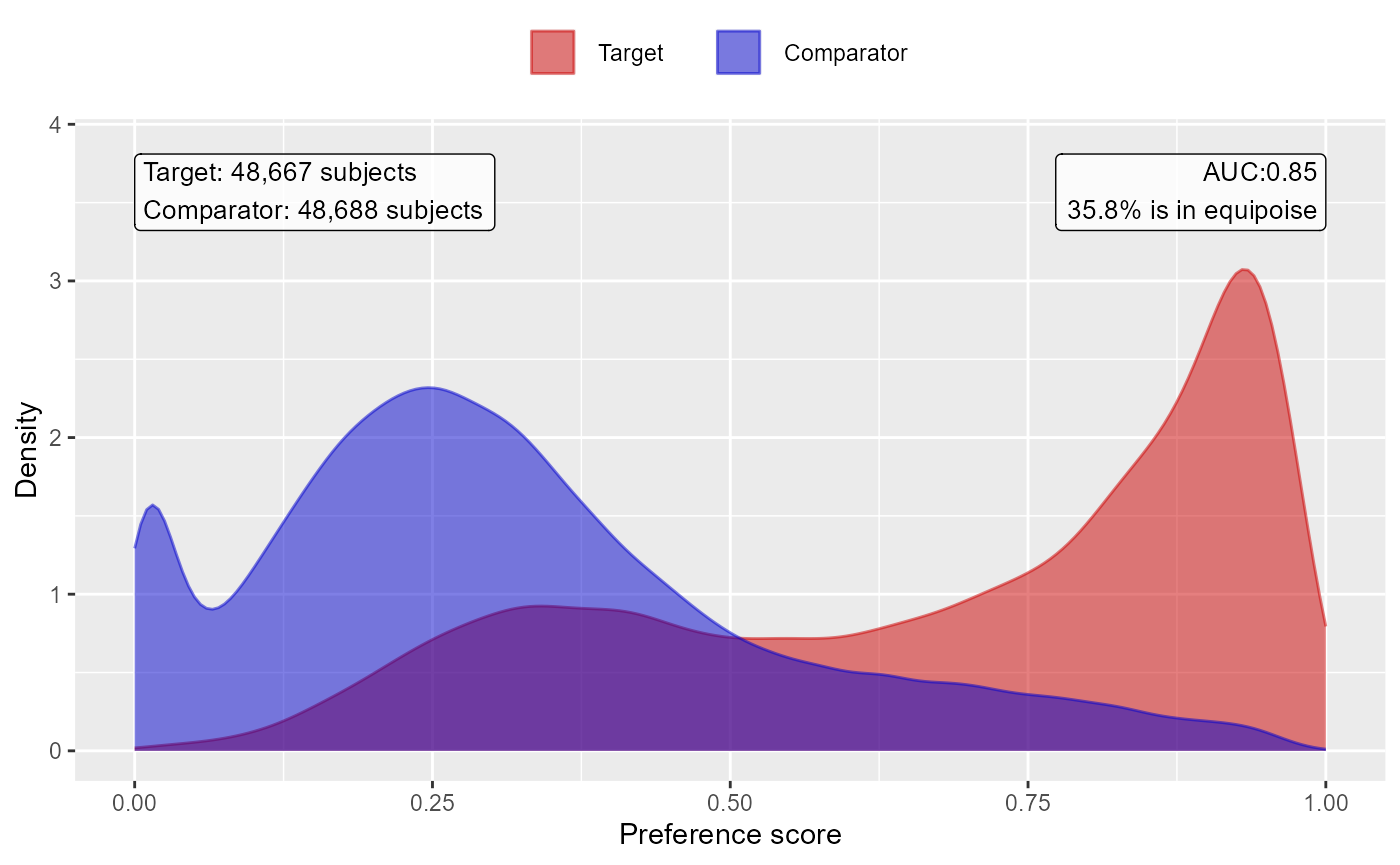 Target Comparator
4
3
2
1
0
Density
Target: 48,667 subjects
Comparator: 48,688 subjects
AUC:0.85
35.8% is in equipoise
0.00 0.25 0.50 0.75 1.00
Preference score